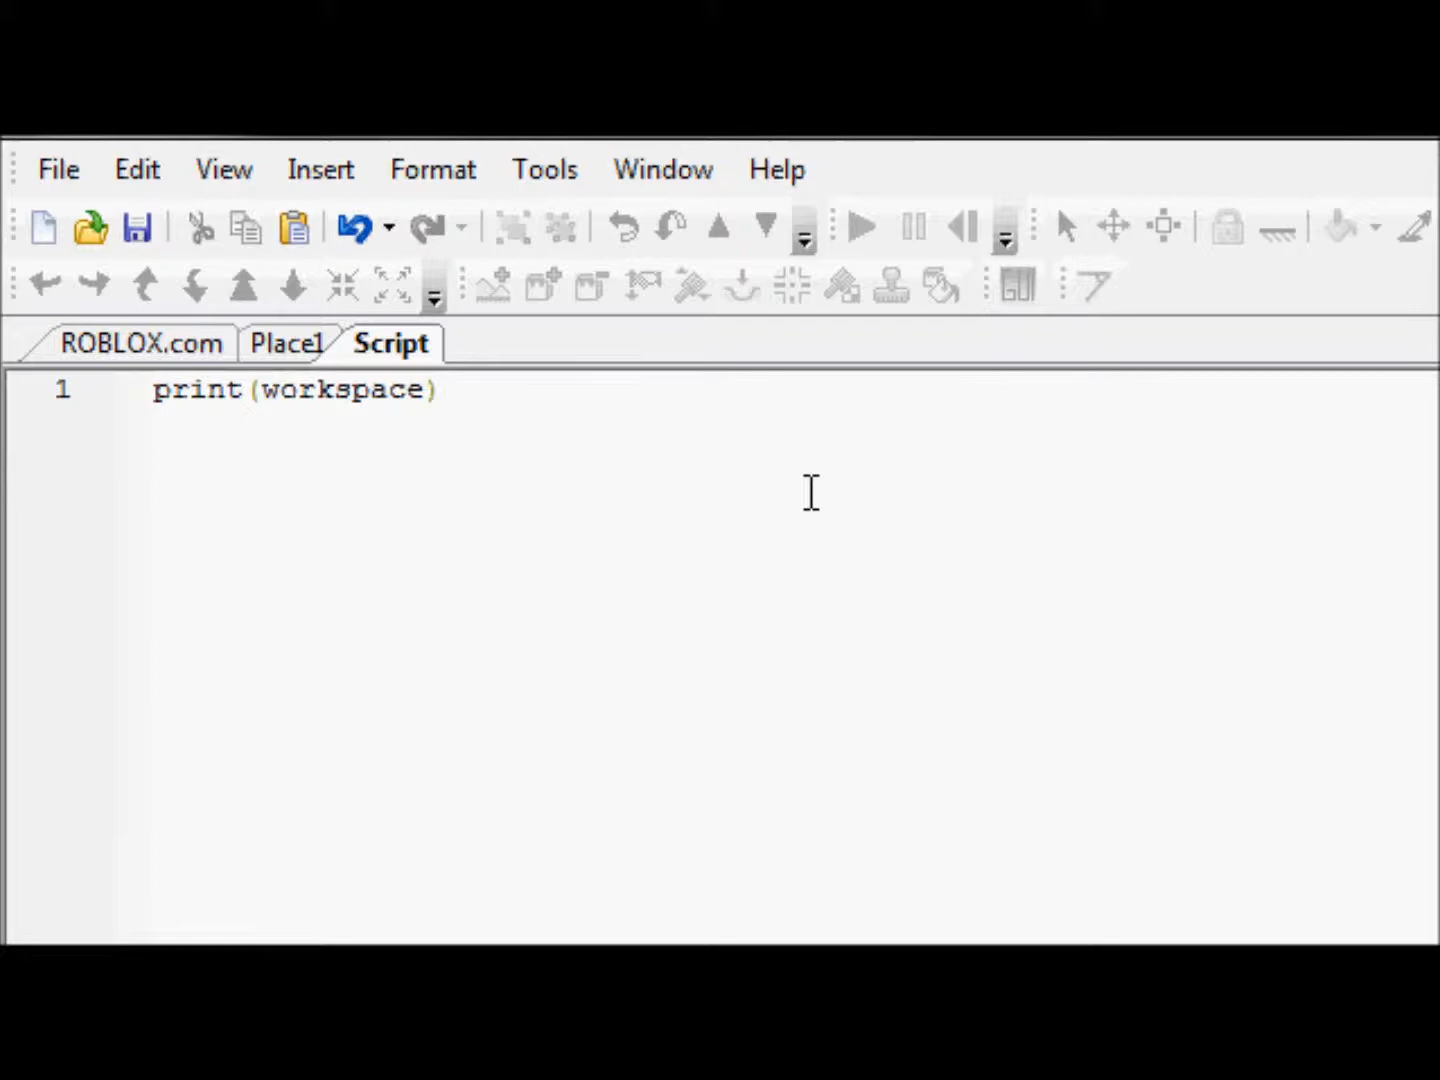 File Edit View Insert Format Tools Window Help
ROBLOX.com Place1 Script
1 print(workspace)